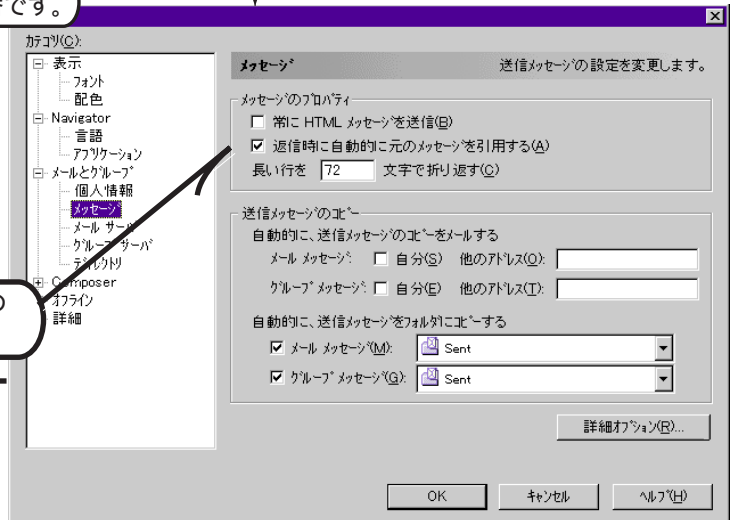 です。
カテゴリ(C):
表示
フォント
配色
Navigator
言語
アプリケーション
メールとグループ
個人情報
メッセージ
メール サーバ
グループ サーバ
ディレクトリ
Composer
オフライン
詳細
の
メッセージ 送信メッセージの設定を変更します。
メッセージのプロパティ
常に HTML メッセージを送信(B)
返信時に自動的に元のメッセージを引用する(A)
長い行を 72 文字で折り返す(C)
送信メッセージのコピー
自動的に、送信メッセージのコピーをメールする
メール メッセージ: 自分(S) 他のアドレス(O):
グループ メッセージ: 自分(E) 他のアドレス(T):
自動的に、送信メッセージをフォルダにコピーする
メール メッセージ(M): Sent
グループ メッセージ(G): Sent
詳細オプション(R)...
OK キャンセル ヘルプ(H)